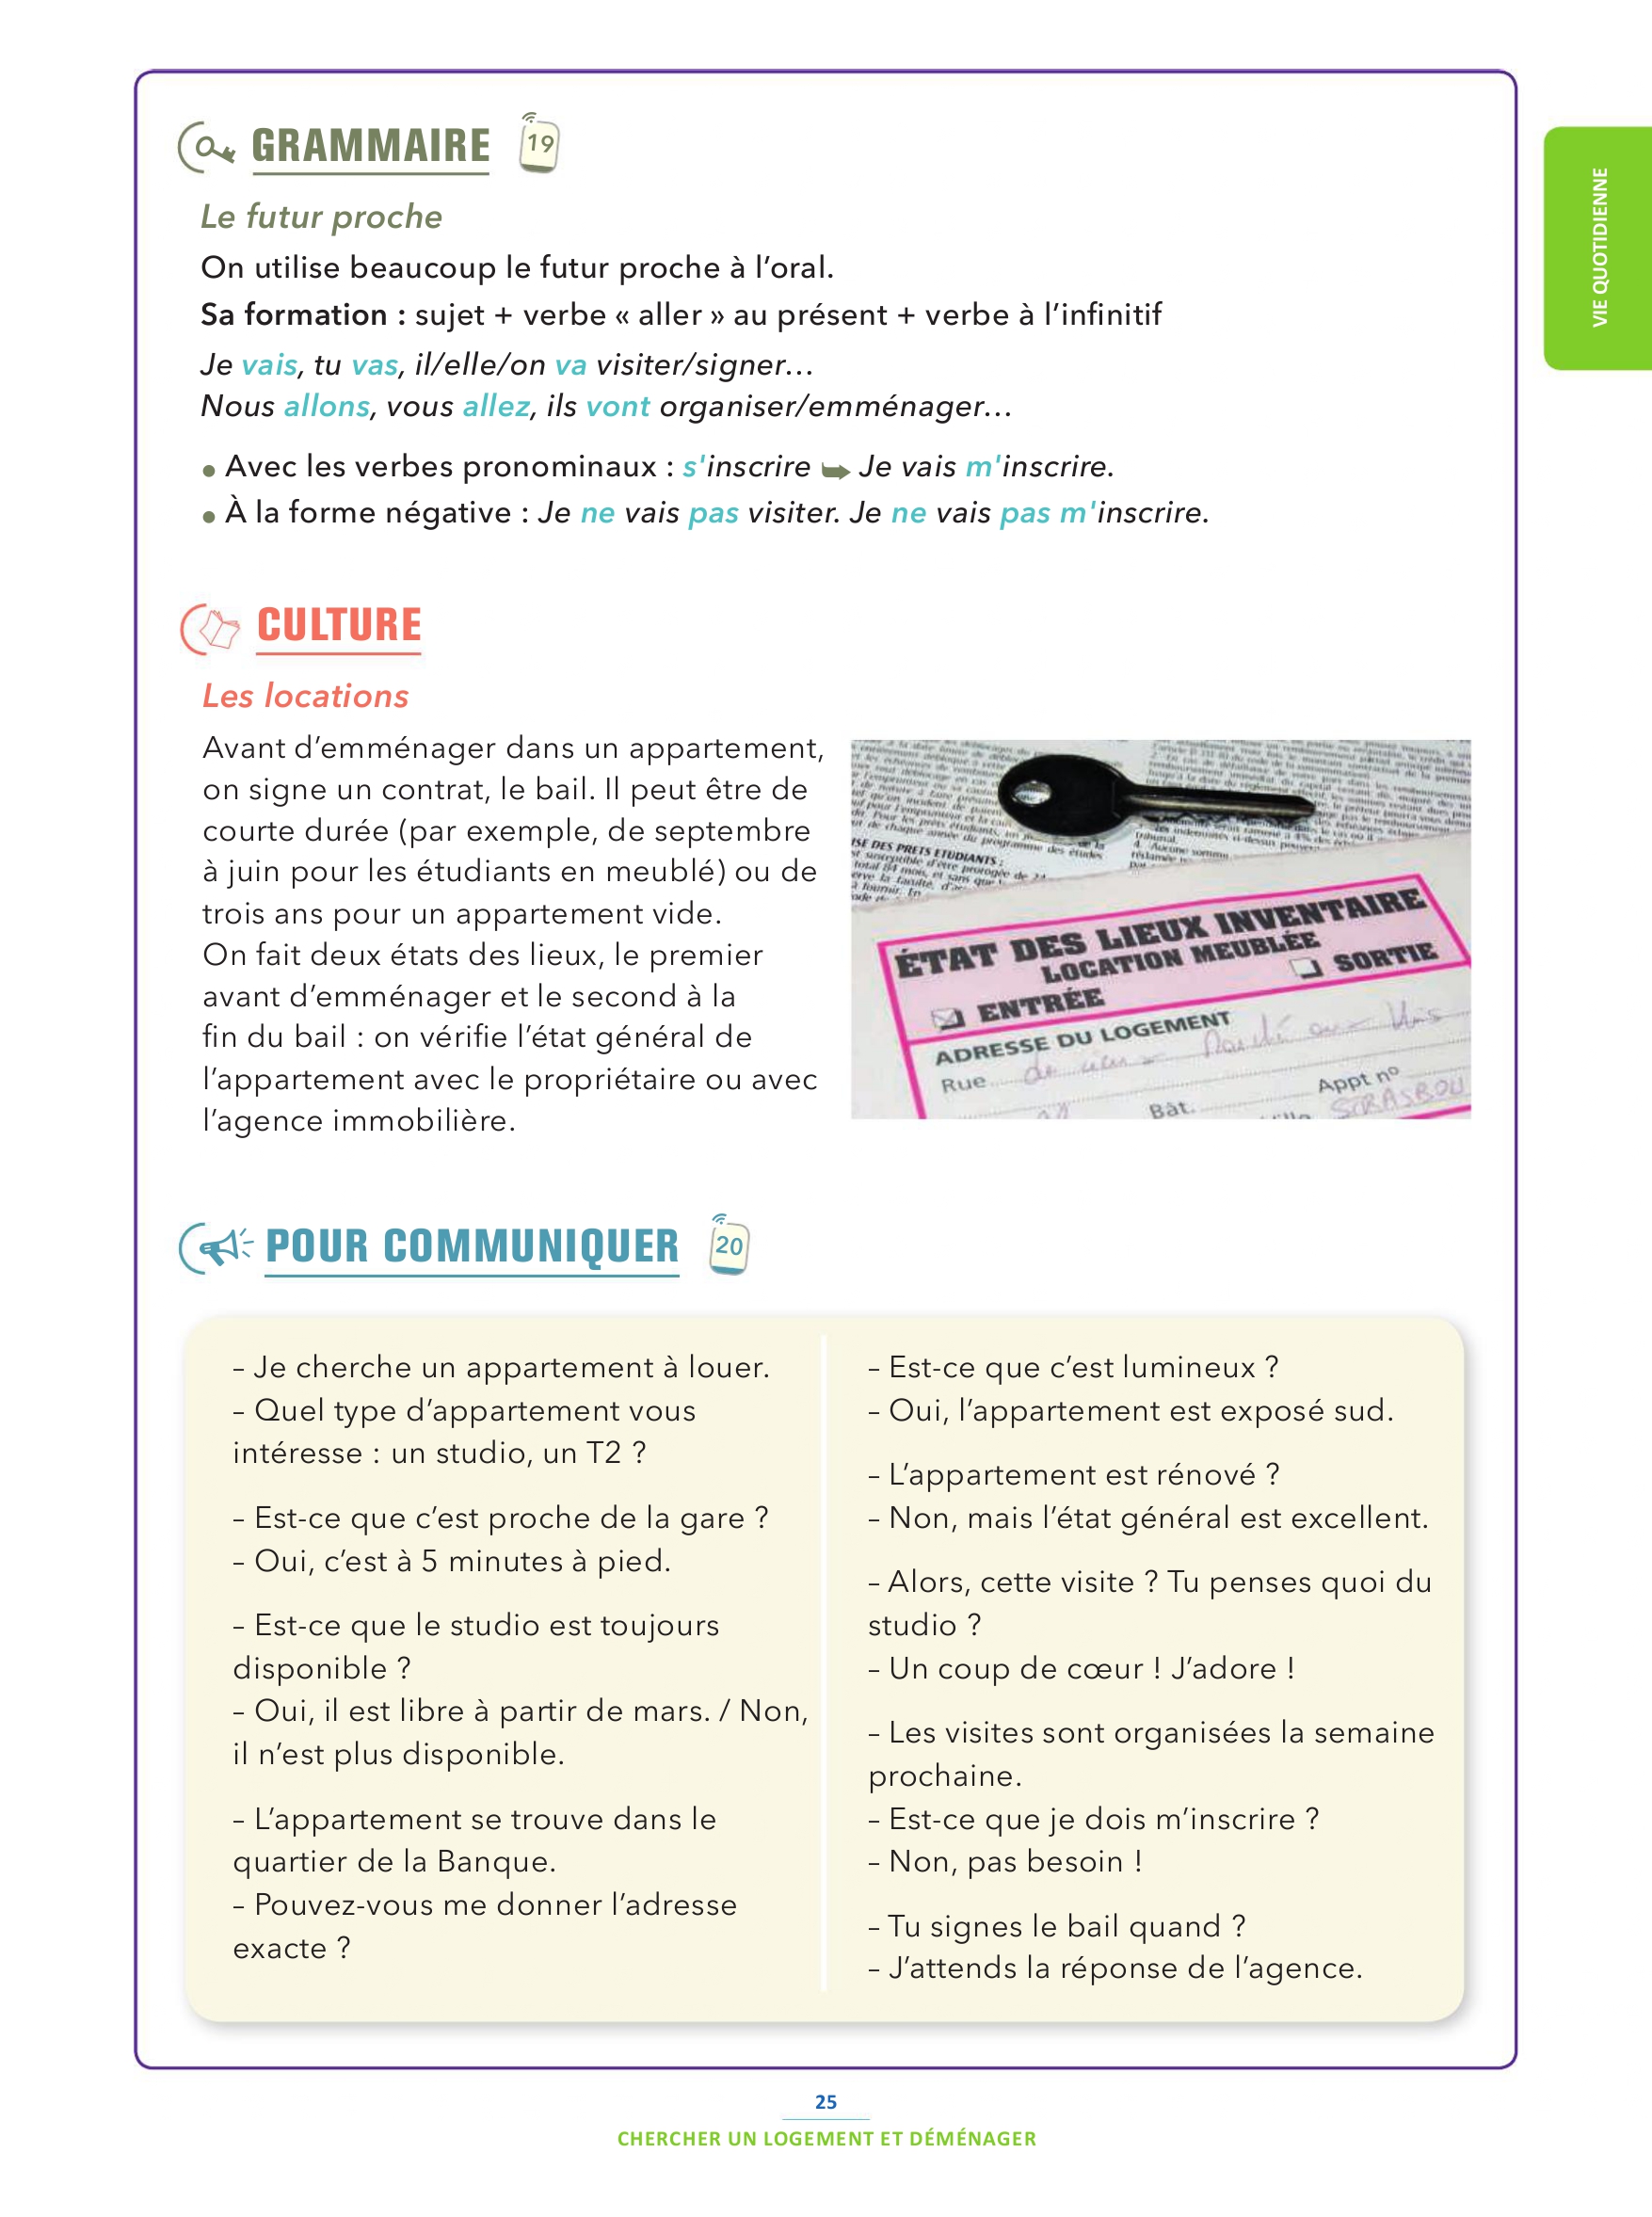 GRAMMAIRE 19
Le futur proche
On utilise beaucoup le futur proche à l'oral.
Sa formation : sujet + verbe « aller » au présent + verbe à l'infinitif
Je vais, tu vas, il/elle/on va visiter/signer…
Nous allons, vous allez, ils vont organiser/emménager…
• Avec les verbes pronominaux : s'inscrire ➥ Je vais m'inscrire.
• À la forme négative : Je ne vais pas visiter. Je ne vais pas m'inscrire.
VIE QUOTIDIENNE
CULTURE
Les locations
Avant d'emménager dans un appartement,
on signe un contrat, le bail. Il peut être de
courte durée (par exemple, de septembre
à juin pour les étudiants en meublé) ou de
trois ans pour un appartement vide.
On fait deux états des lieux, le premier
avant d'emménager et le second à la
fin du bail : on vérifie l'état général de
l'appartement avec le propriétaire ou avec
l'agence immobilière.
DES PRETS ETUDIANTS :
ÉTAT DES LIEUX INVENTAIRE
LOCATION MEUBLÉE
ENTRÉE SORTIE
ADRESSE DU LOGEMENT
Rue
Bât. Appt nº
POUR COMMUNIQUER 20
– Je cherche un appartement à louer.
– Quel type d'appartement vous
intéresse : un studio, un T2 ?
– Est-ce que c'est proche de la gare ?
– Oui, c'est à 5 minutes à pied.
– Est-ce que le studio est toujours
disponible ?
– Oui, il est libre à partir de mars. / Non,
il n'est plus disponible.
– L'appartement se trouve dans le
quartier de la Banque.
– Pouvez-vous me donner l'adresse
exacte ?
– Est-ce que c'est lumineux ?
– Oui, l'appartement est exposé sud.
– L'appartement est rénové ?
– Non, mais l'état général est excellent.
– Alors, cette visite ? Tu penses quoi du
studio ?
– Un coup de cœur ! J'adore !
– Les visites sont organisées la semaine
prochaine.
– Est-ce que je dois m'inscrire ?
– Non, pas besoin !
– Tu signes le bail quand ?
– J'attends la réponse de l'agence.
25
CHERCHER UN LOGEMENT ET DÉMÉNAGER